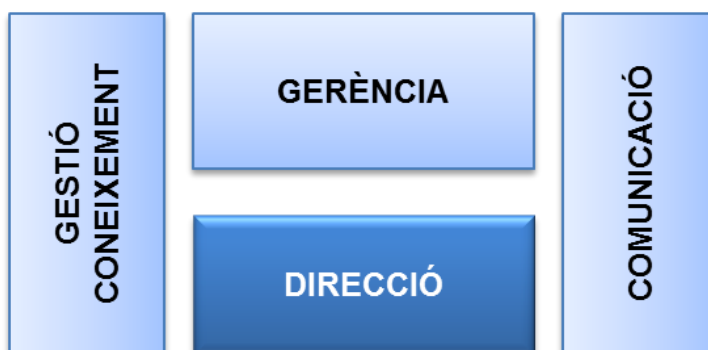 GESTIÓ
CONEIXEMENT
GERÈNCIA
DIRECCIÓ
COMUNICACIÓ